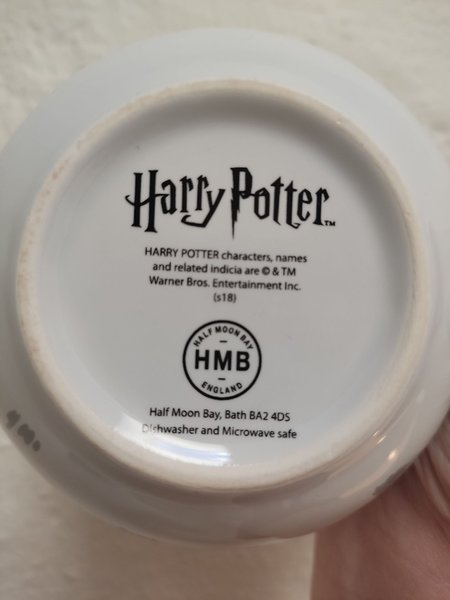 Harry Potter™
HARRY POTTER characters, names
and related indicia are © & TM
Warner Bros. Entertainment Inc.
(s18)
HALF MOON BAY
HMB
ENGLAND
Half Moon Bay, Bath BA2 4DS
Dishwasher and Microwave safe